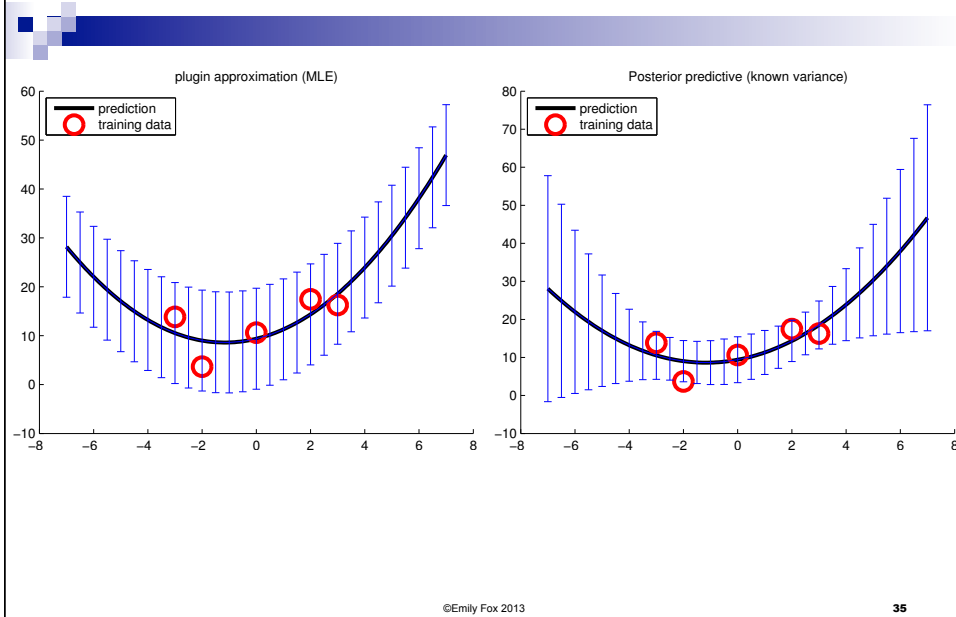 plugin approximation (MLE)
60
50
40
30
20
10
0
−10
−8 −6 −4 −2 0 2 4 6 8
prediction
training data
Posterior predictive (known variance)
80
70
60
50
40
30
20
10
0
−10
−8 −6 −4 −2 0 2 4 6 8
prediction
training data
©Emily Fox 2013
35